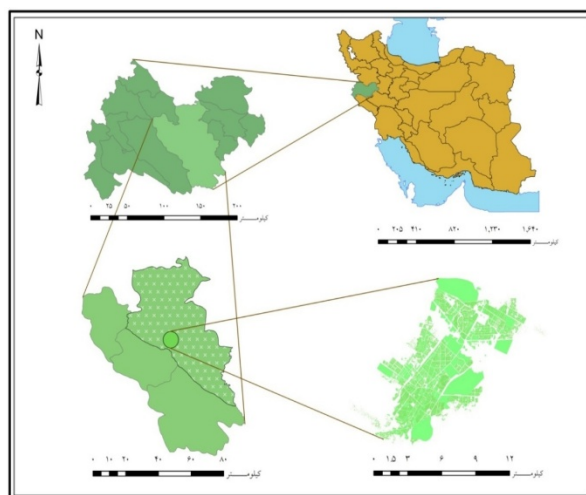 N
۰ ۲۵ ۵۰ ۱۰۰ ۱۵۰ ۲۰۰
کیلومتر
۰ ۲۰۵ ۴۱۰ ۸۲۰ ۱,۲۳۰ ۱,۶۴۰
کیلومتر
۰ ۱۰ ۲۰ ۴۰ ۶۰ ۸۰
کیلومتر
۰ ۱.۵ ۳ ۶ ۹ ۱۲
کیلومتر